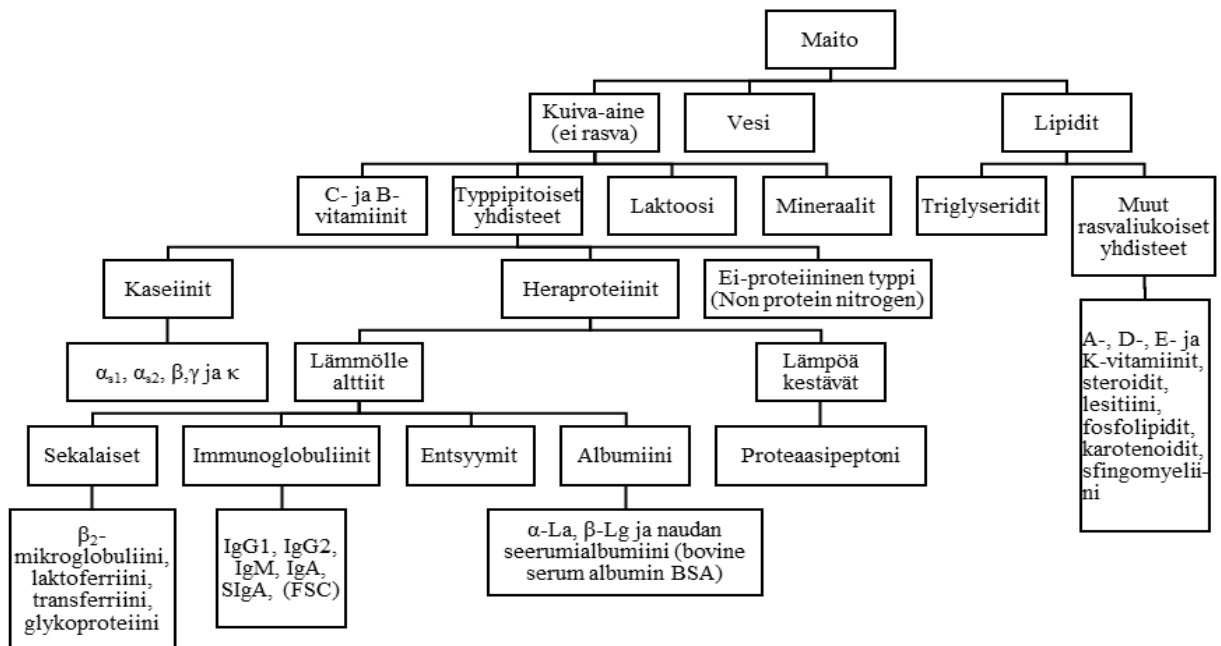 Maito
Kuiva-aine
(ei rasva)
Vesi
Lipidit
C- ja B-
vitamiinit
Typpipitoiset
yhdisteet
Laktoosi
Mineraalit
Triglyseridit
Muut
rasvaliukoiset
yhdisteet
Kaseiinit
Heraproteiinit
Ei-proteiininen typpi
(Non protein nitrogen)
αs1, αs2, β,γ ja κ
Lämmölle
alttiit
Lämpöä
kestävät
A-, D-, E- ja
K-vitamiinit,
steroidit,
lesitiini,
fosfolipidit,
karotenoidit,
sfingomyelii-
ni
Sekalaiset
Immunoglobuliinit
Entsyymit
Albumiini
Proteaasipeptoni
β2-
mikroglobuliini,
laktoferriini,
transferriini,
glykoproteiini
IgG1, IgG2,
IgM, IgA,
SIgA, (FSC)
α-La, β-Lg ja naudan
seerumialbumiini (bovine
serum albumin BSA)